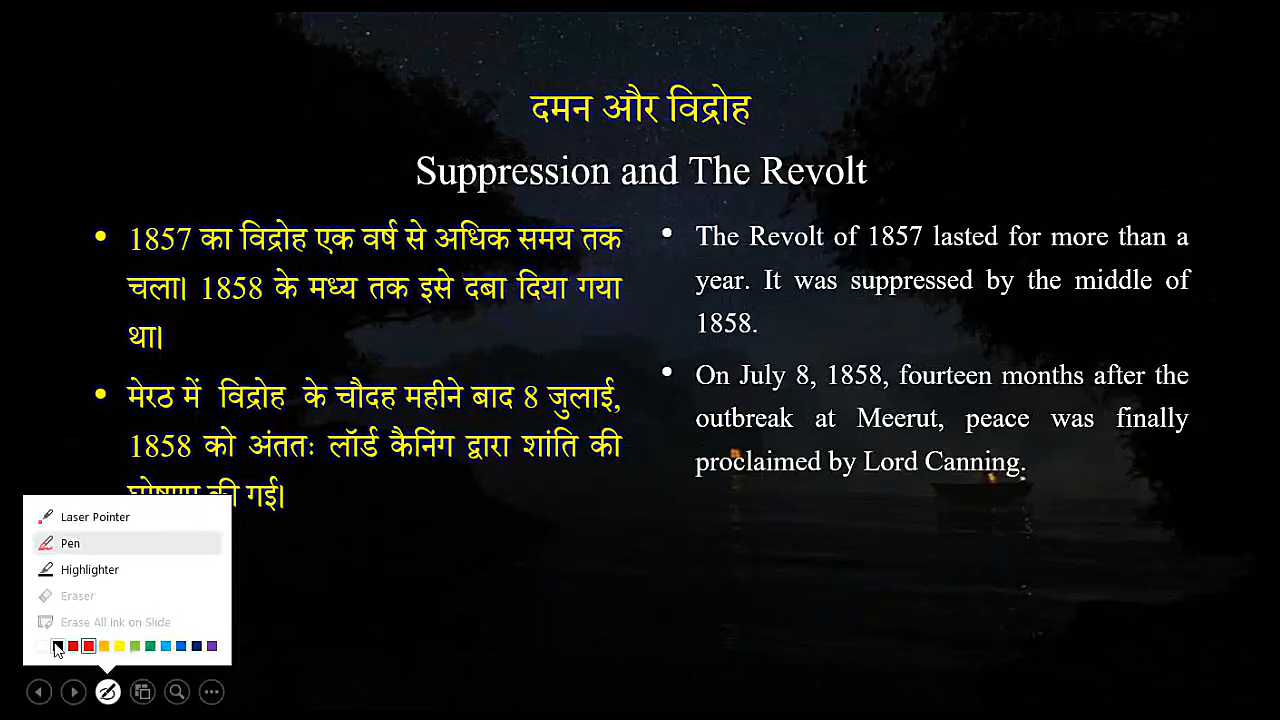 दमन और विद्रोह
Suppression and The Revolt
• 1857 का विद्रोह एक वर्ष से अधिक समय तक
चला। 1858 के मध्य तक इसे दबा दिया गया
था।
• मेरठ में विद्रोह के चौदह महीने बाद 8 जुलाई,
1858 को अंततः लॉर्ड कैनिंग द्वारा शांति की
की गई।
• The Revolt of 1857 lasted for more than a
year. It was suppressed by the middle of
1858.
• On July 8, 1858, fourteen months after the
outbreak at Meerut, peace was finally
proclaimed by Lord Canning.
Laser Pointer
Pen
Highlighter
Eraser
Erase All Ink on Slide